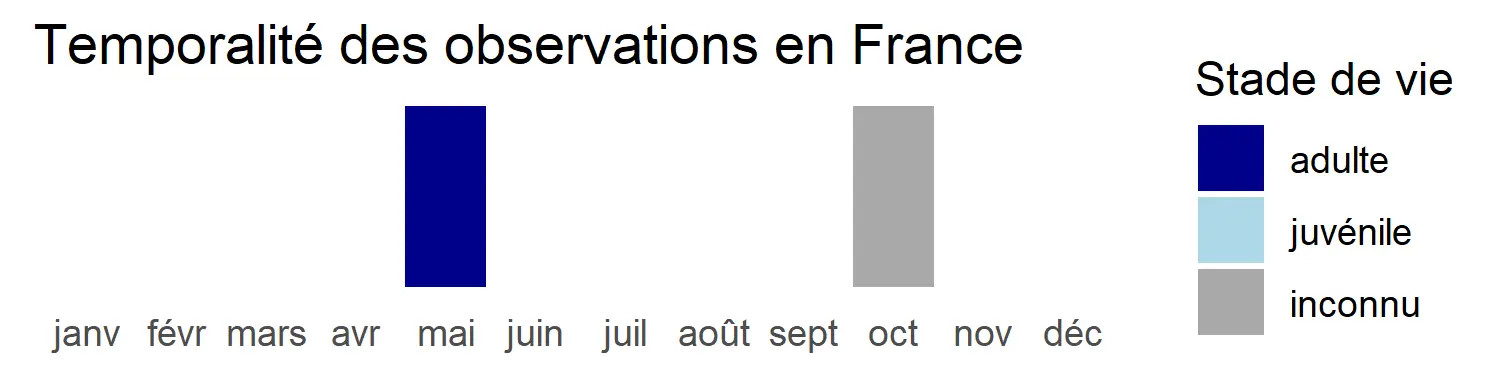 Temporalité des observations en France
janv févr mars avr mai juin juil août sept oct nov déc
Stade de vie
adulte
juvénile
inconnu